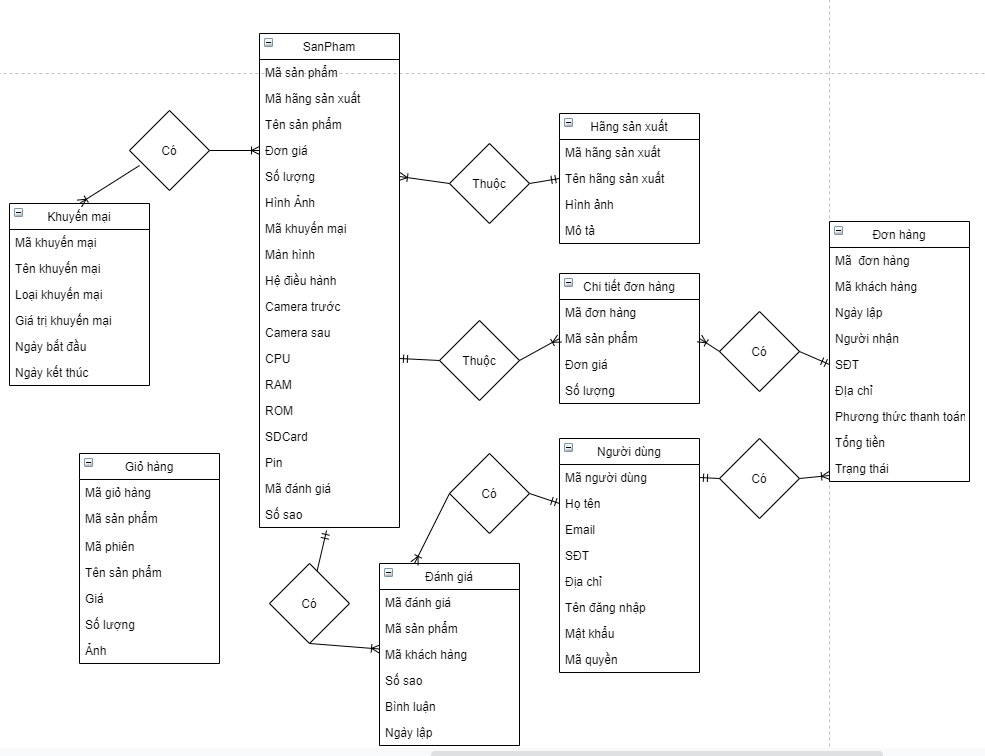 SanPham
Mã sản phẩm
Mã hãng sản xuất
Tên sản phẩm
Đơn giá
Số lượng
Hình Ảnh
Mã khuyến mại
Màn hình
Hệ điều hành
Camera trước
Camera sau
CPU
RAM
ROM
SDCard
Pin
Mã đánh giá
Số sao
Có
Khuyến mại
Mã khuyến mại
Tên khuyến mại
Loại khuyến mại
Giá trị khuyến mại
Ngày bắt đầu
Ngày kết thúc
Thuộc
Hãng sản xuất
Mã hãng sản xuất
Tên hãng sản xuất
Hình ảnh
Mô tả
Thuộc
Chi tiết đơn hàng
Mã đơn hàng
Mã sản phẩm
Đơn giá
Số lượng
Có
Đơn hàng
Mã đơn hàng
Mã khách hàng
Ngày lập
Người nhận
SĐT
Địa chỉ
Phương thức thanh toán
Tổng tiền
Trạng thái
Giỏ hàng
Mã giỏ hàng
Mã sản phẩm
Mã phiên
Tên sản phẩm
Giá
Số lượng
Ảnh
Có
Người dùng
Mã người dùng
Họ tên
Email
SĐT
Địa chỉ
Tên đăng nhập
Mật khẩu
Mã quyền
Có
Có
Đánh giá
Mã đánh giá
Mã sản phẩm
Mã khách hàng
Số sao
Bình luận
Ngày lập